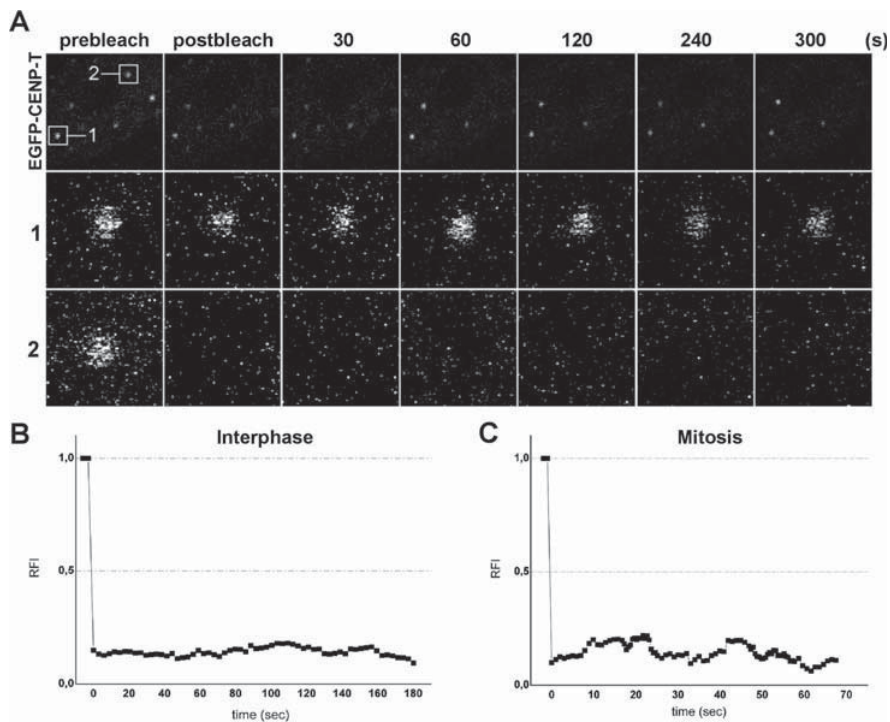 A
prebleach postbleach 30 60 120 240 300 (s)
EGFP-CENP-T
2
1
1
2
B Interphase
1,0
0,5
0,0
RFI
0 20 40 60 80 100 120 140 160 180
time (sec)
C Mitosis
1,0
0,5
0,0
RFI
0 10 20 30 40 50 60 70
time (sec)